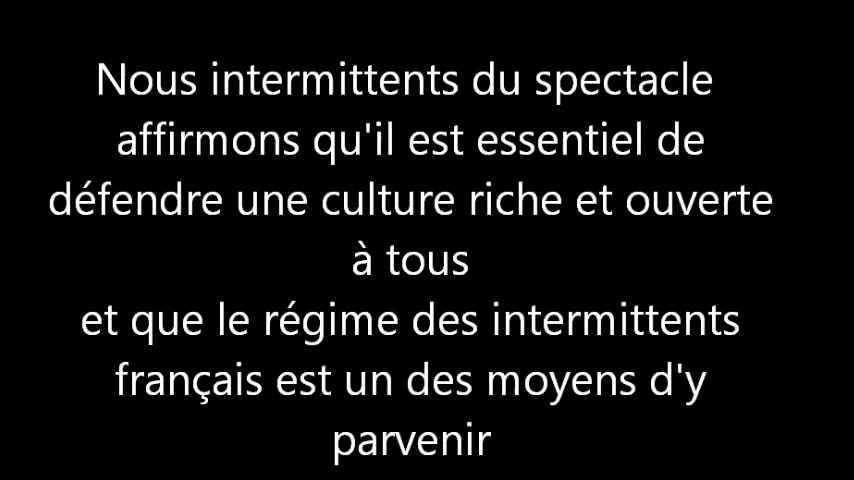 Nous intermittents du spectacle
affirmons qu'il est essentiel de
défendre une culture riche et ouverte
à tous
et que le régime des intermittents
français est un des moyens d'y
parvenir